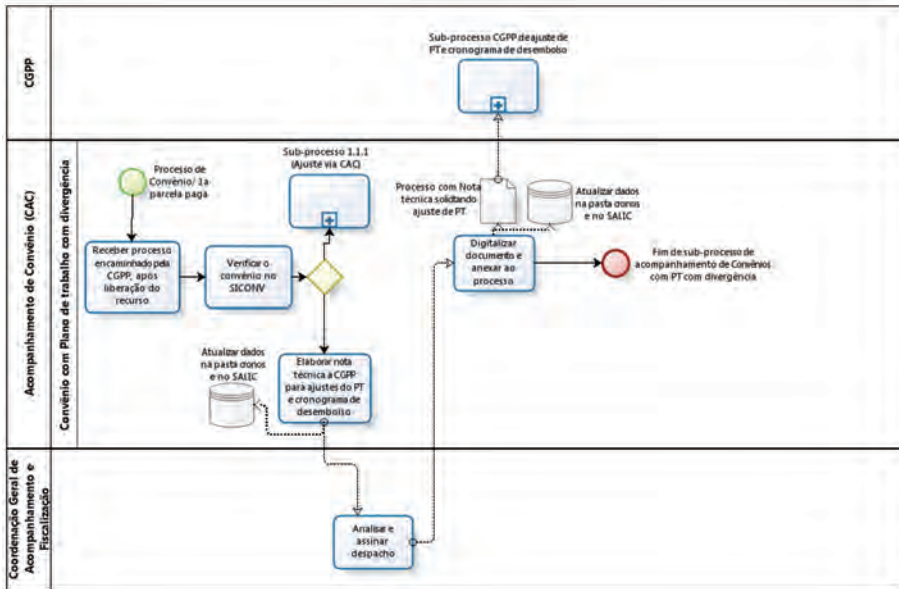 CGPP
Sub-processo CGPP de ajuste de
PT e cronograma de desembolso
Acompanhamento de Convênio (CAC)
Convênio com Plano de trabalho com divergência
Processo de
Convênio/ 1a
parcela paga
Receber processo
encaminhado pela
CGPP, após
liberação do
recurso
Verificar o
convênio no
SICONV
Sub-processo 1.1.1
(Ajuste via CAC)
Atualizar dados
na pasta cronos
e no SALIC
Elaborar nota
técnica a CGPP
para ajustes do PT
e cronograma de
desembolso
Processo com Nota
técnica solicitando
ajuste de PT
Atualizar dados
na pasta cronos
e no SALIC
Digitalizar
documento e
anexar ao
processo
Fim de sub-processo de
acompanhamento de Convênios
com PT com divergência
Coordenação Geral de
Acompanhamento e
Fiscalização
Analisar e
assinar
despacho